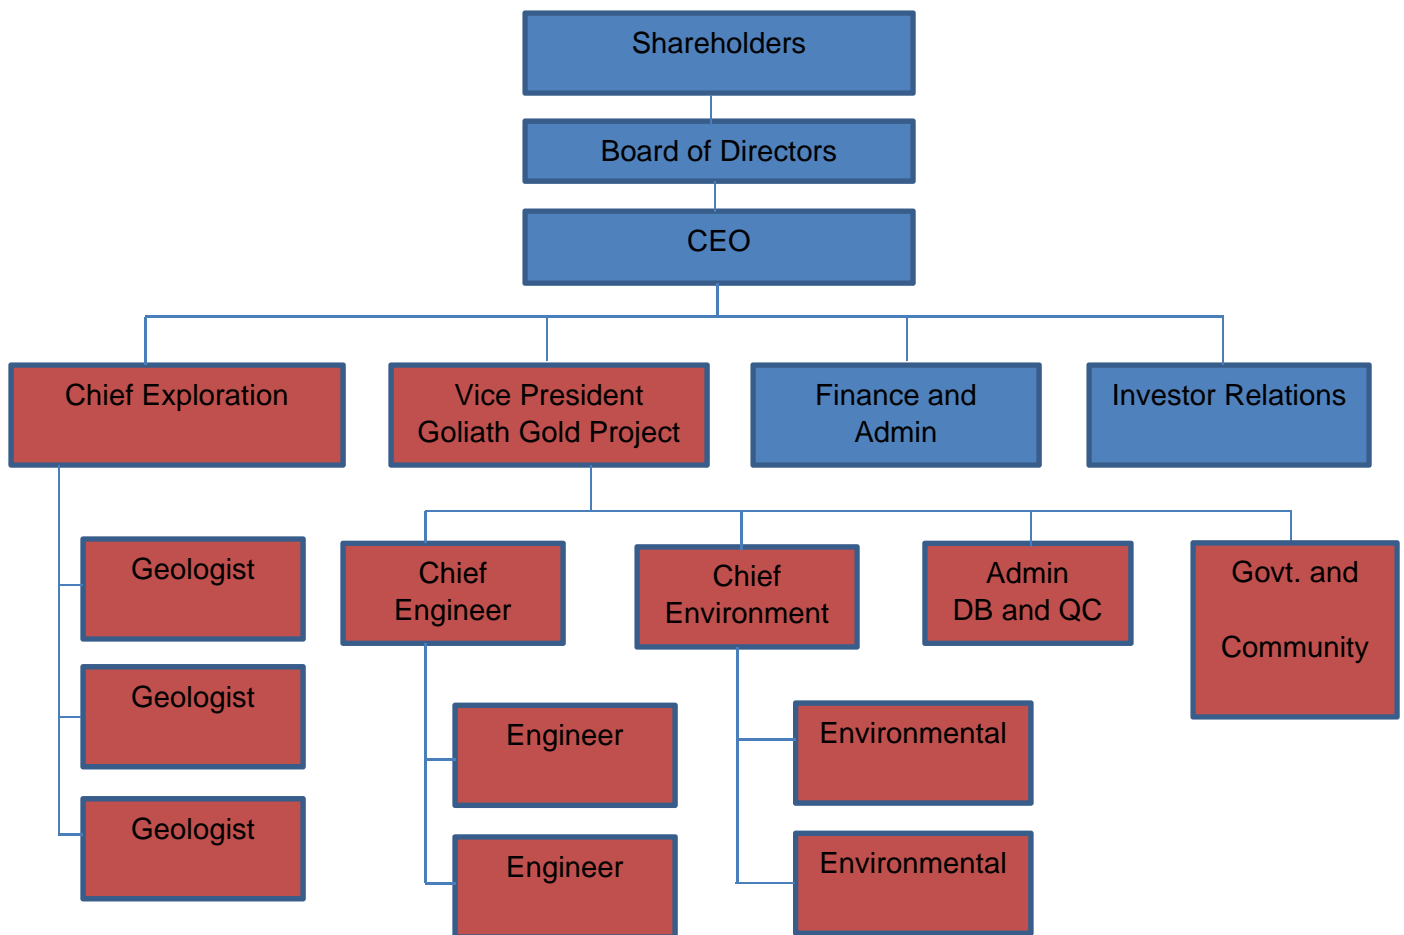 Shareholders
Board of Directors
CEO
Chief Exploration
Vice President
Goliath Gold Project
Finance and
Admin
Investor Relations
Geologist
Chief
Engineer
Chief
Environment
Admin
DB and QC
Govt. and
Community
Geologist
Engineer
Environmental
Geologist
Engineer
Environmental